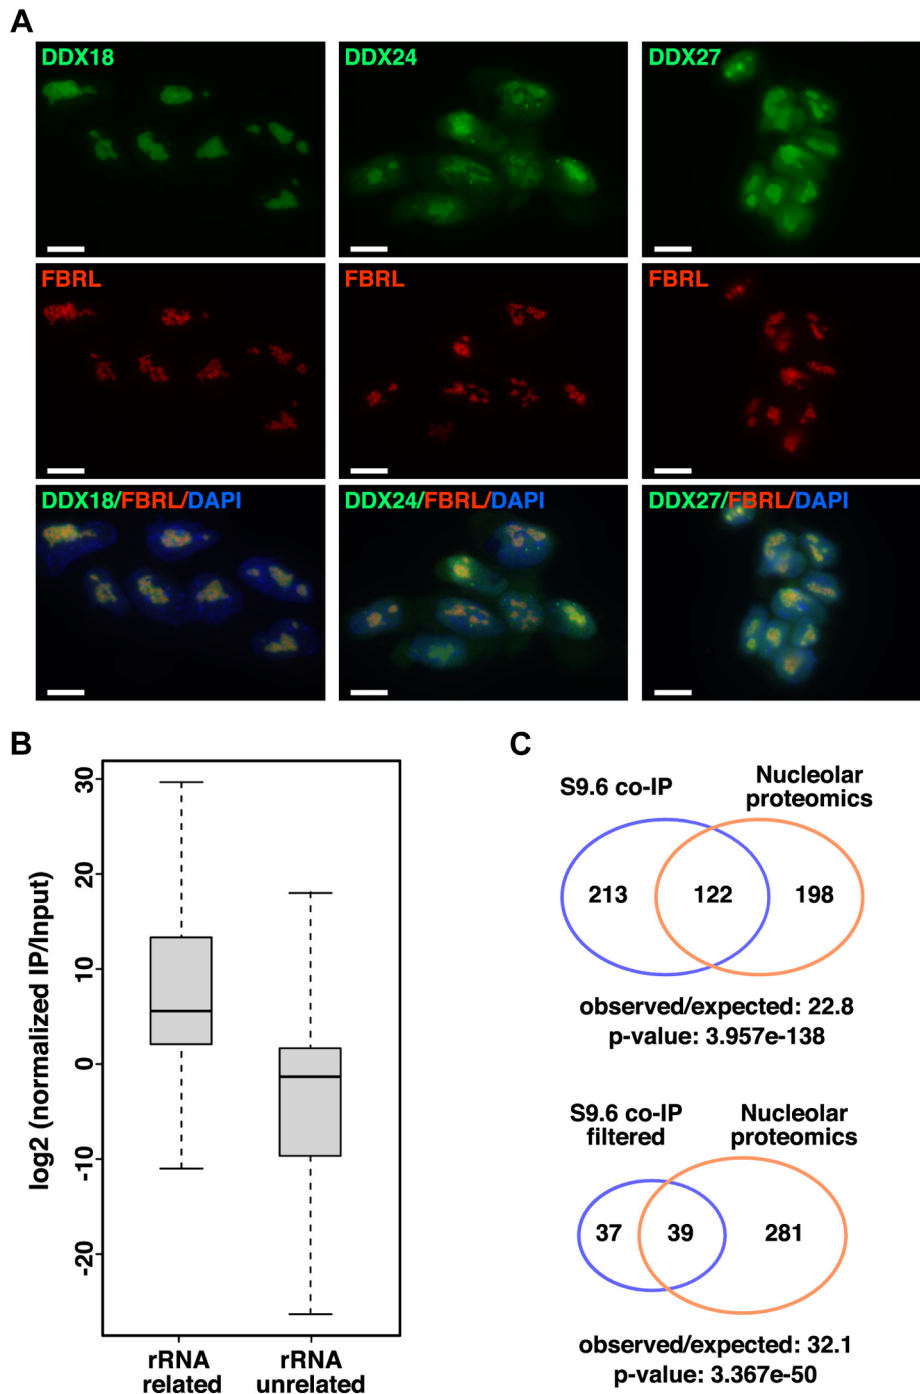 A
DDX18
DDX24
DDX27
FBRL
FBRL
FBRL
DDX18/FBRL/DAPI
DDX24/FBRL/DAPI
DDX27/FBRL/DAPI
B
log2 (normalized IP/Input)
30
20
10
0
-10
-20
rRNA
related
rRNA
unrelated
C
S9.6 co-IP
Nucleolar
proteomics
213
122
198
observed/expected: 22.8
p-value: 3.957e-138
S9.6 co-IP
filtered
Nucleolar
proteomics
37
39
281
observed/expected: 32.1
p-value: 3.367e-50